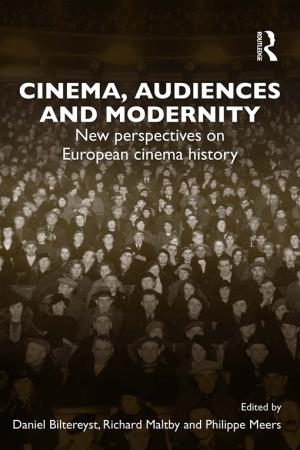 ROUTLEDGE
CINEMA, AUDIENCES
AND MODERNITY
New perspectives on
European cinema history
Edited by
Daniel Biltereyst, Richard Maltby and Philippe Meers